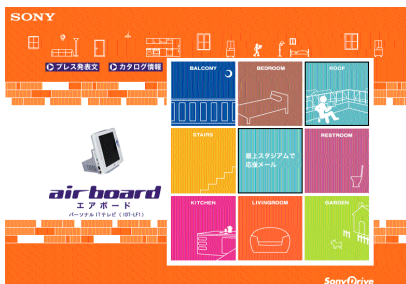 SONY
プレス発表文 カタログ情報
BALCONY BEDROOM ROOF
STAIRS
屋上スタジアムで
応援メール
RESTROOM
airboard
エアボード
パーソナル ITテレビ（IDT-LF1）
KITCHEN LIVINGROOM GARDEN
SonyDrive